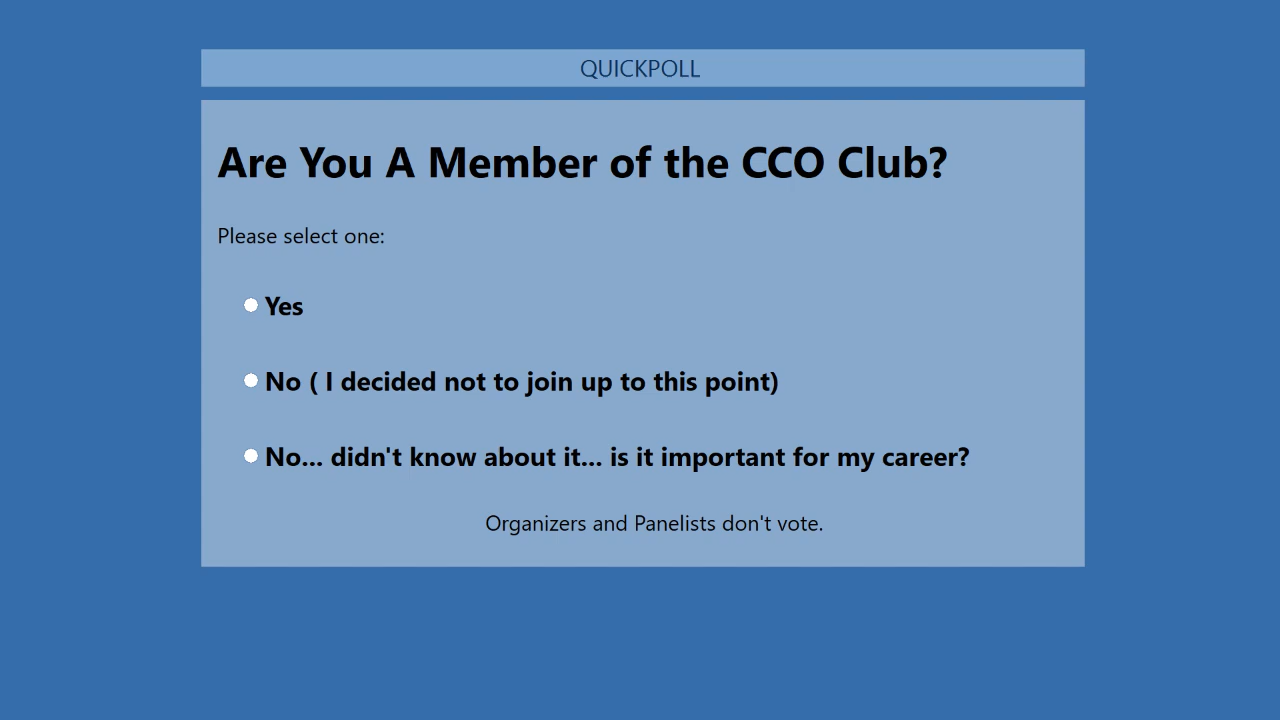 QUICKPOLL
Are You A Member of the CCO Club?
Please select one:
Yes
No ( I decided not to join up to this point)
No... didn't know about it... is it important for my career?
Organizers and Panelists don't vote.